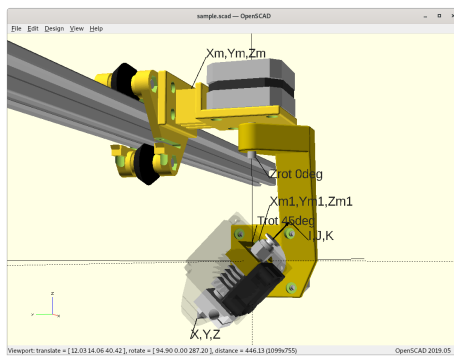 sample.scad — OpenSCAD
File Edit Design View Help
Xm,Ym,Zm
Zrot 0deg
Xm1,Ym1,Zm1
Trot 45deg
I,J,K
X,Y,Z
z
Viewport: translate = [ 12.03 14.06 40.42 ], rotate = [ 94.90 0.00 287.20 ], distance = 446.13 (1099x755)
OpenSCAD 2019.05